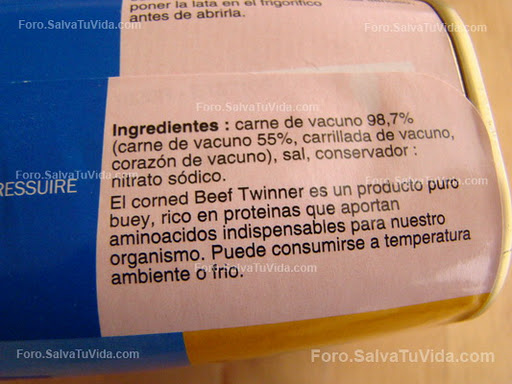 poner la lata en el frigorífico
antes de abrirla.
Foro.SalvaTuVida.com
Foro.SalvaTuVida.com
Foro.SalvaTuVida.com
Ingredientes : carne de vacuno 98,7%
(carne de vacuno 55%, carrillada de vacuno,
corazón de vacuno), sal, conservador :
nitrato sódico.
Foro.SalvaTuVida.com
Foro.SalvaTuVida.com
RESSUIRE
El corned Beef Twinner es un producto puro
buey, rico en proteinas que aportan
aminoacidos indispensables para nuestro
organismo. Puede consumirse a temperatura
ambiente o frio.
Foro.SalvaTuVida.com
Foro.SalvaTuVida.com
Foro.SalvaTuVida.com